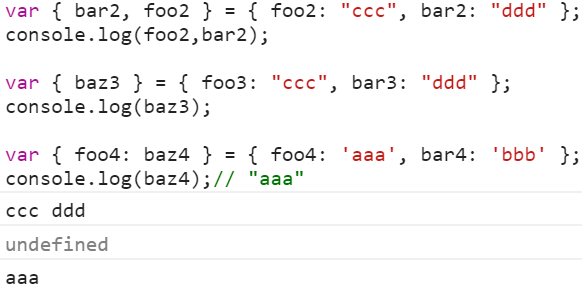 var { bar2, foo2 } = { foo2: "ccc", bar2: "ddd" };
console.log(foo2,bar2);
var { baz3 } = { foo3: "ccc", bar3: "ddd" };
console.log(baz3);
var { foo4: baz4 } = { foo4: 'aaa', bar4: 'bbb' };
console.log(baz4);// "aaa"
ccc ddd
undefined
aaa